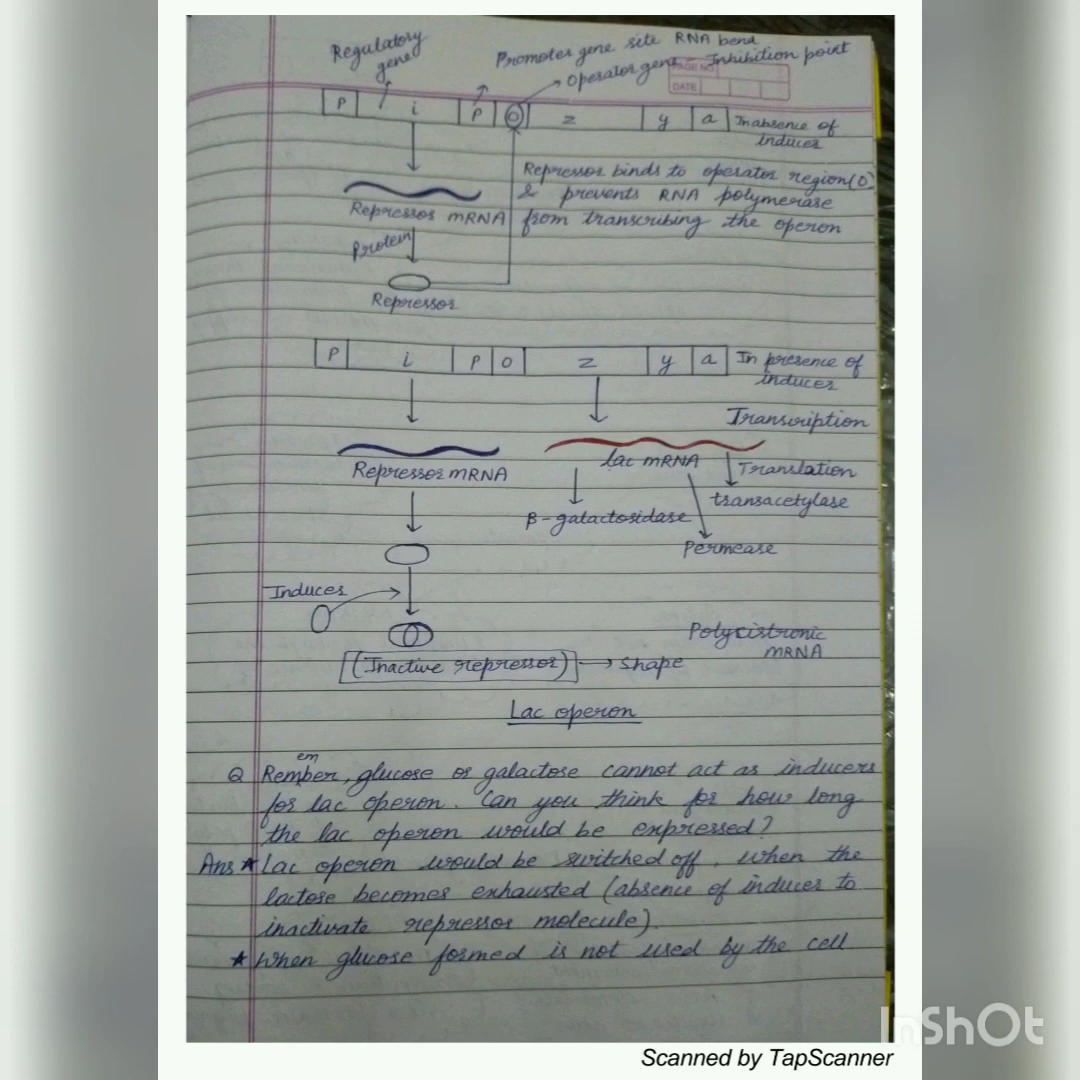 Regulatory
gene
Promoter gene site RNA bend
Operator gene - Inhibition point
PAGE NO.
DATE
P i P O z y a In absence of
inducer
Repressor binds to operator region (O)
& prevents RNA polymerase
from transcribing the operon
Repressor mRNA
Protein
Repressor
P i P O z y a In presence of
inducer
Transcription
Repressor mRNA
lac mRNA
Translation
transacetylase
β-galactosidase
Permease
Inducer
(Inactive repressor) → shape
Polycistronic
mRNA
Lac operon
Q Remember, glucose or galactose cannot act as inducers
for lac operon. Can you think for how long
the lac operon would be expressed?
Ans ★ Lac operon would be switched off, when the
lactose becomes exhausted (absence of inducer to
inactivate repressor molecule).
★ When glucose formed is not used by the cell
InShOt
Scanned by TapScanner